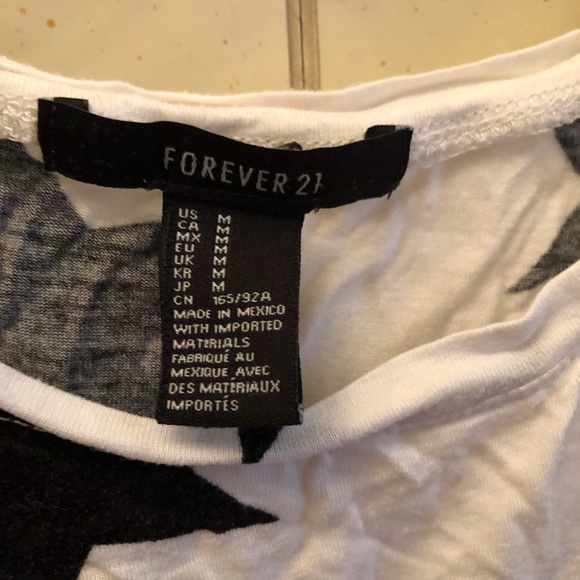 FOREVER 21
US M
CA M
MX M
EU M
UK M
KR M
JP M
CN 165/92A
MADE IN MEXICO
WITH IMPORTED
MATERIALS
FABRIQUÉ AU
MEXIQUE AVEC
DES MATÉRIAUX
IMPORTÉS